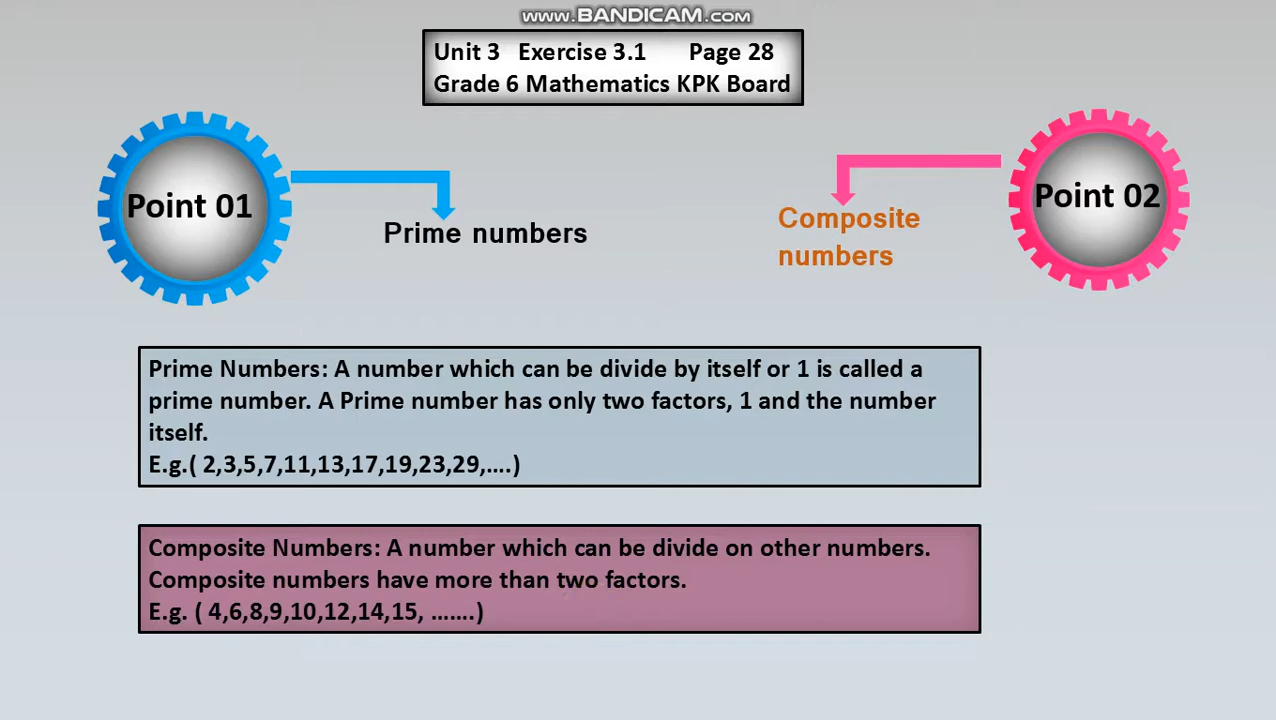 www.BANDICAM.com
Unit 3 Exercise 3.1 Page 28
Grade 6 Mathematics KPK Board
Point 01
Prime numbers
Composite
numbers
Point 02
Prime Numbers: A number which can be divide by itself or 1 is called a
prime number. A Prime number has only two factors, 1 and the number
itself.
E.g.( 2,3,5,7,11,13,17,19,23,29,....)
Composite Numbers: A number which can be divide on other numbers.
Composite numbers have more than two factors.
E.g. ( 4,6,8,9,10,12,14,15, .......)